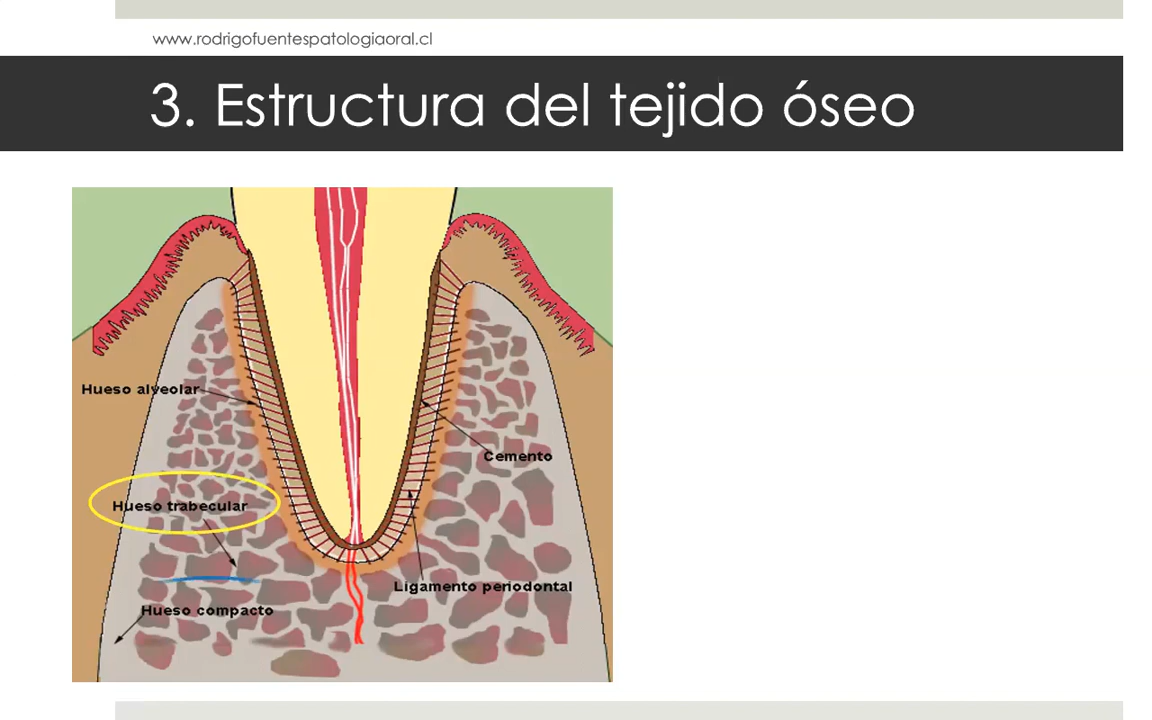 www.rodrigofuentespatologiaoral.cl
3. Estructura del tejido óseo
Hueso alveolar
Cemento
Hueso trabecular
Ligamento periodontal
Hueso compacto